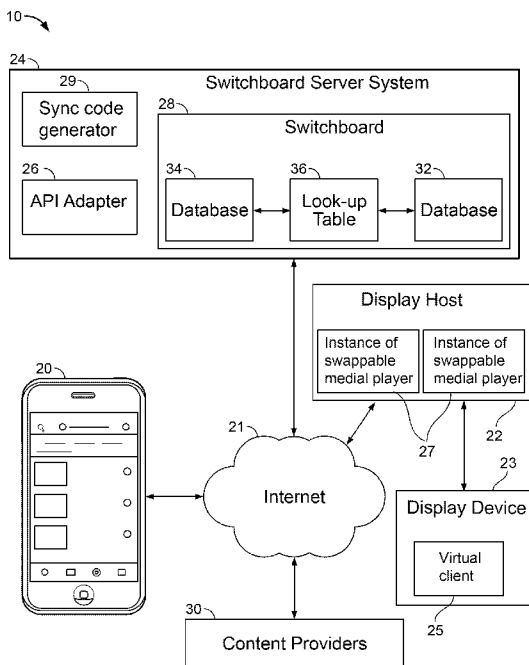 10
24
29
Switchboard Server System
Sync code
generator
28
Switchboard
26
API Adapter
34
Database
36
Look-up
Table
32
Database
Display Host
Instance of
swappable
medial player
Instance of
swappable
medial player
27
22
20
21
Internet
23
Display Device
Virtual
client
25
30
Content Providers